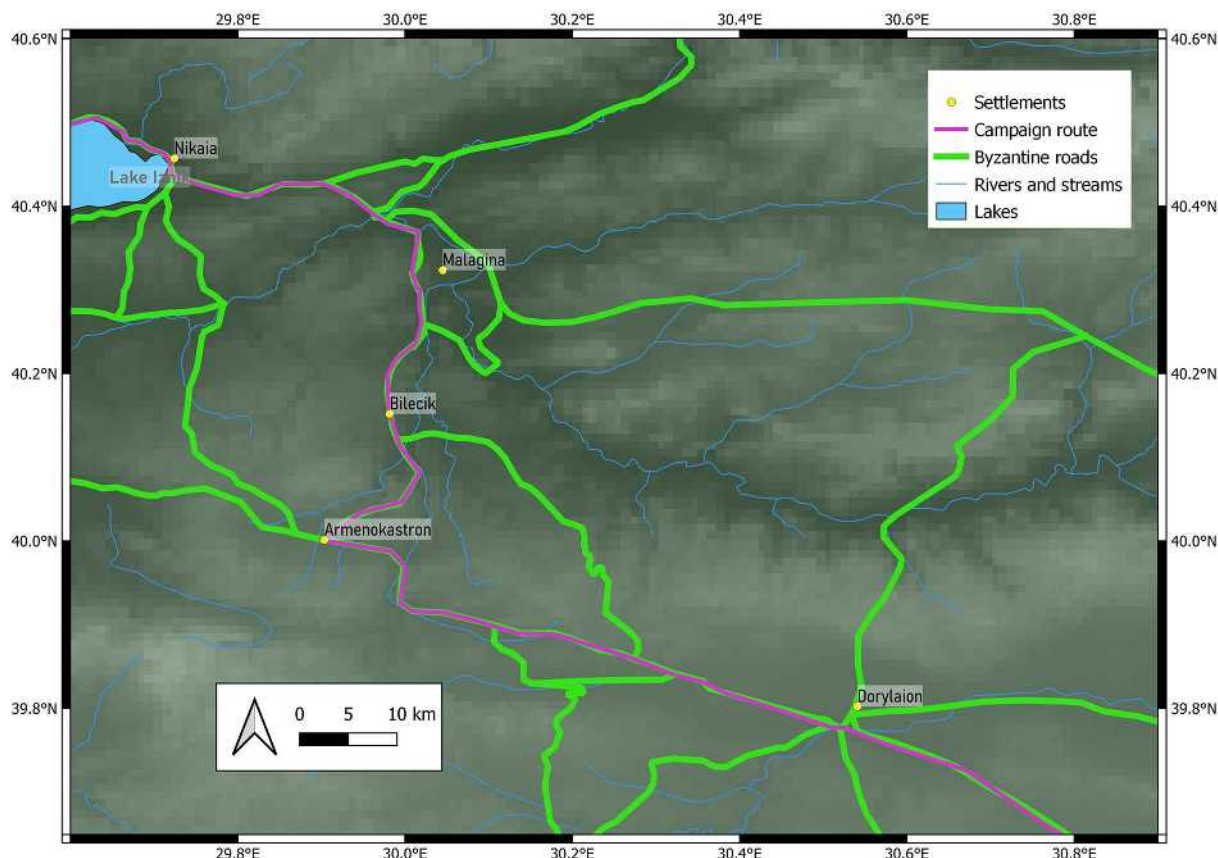 29.8°E 30.0°E 30.2°E 30.4°E 30.6°E 30.8°E
40.6°N 40.6°N
Settlements
Campaign route
Byzantine roads
Rivers and streams
Lakes
Nikaia
Lake
40.4°N 40.4°N
Malagina
40.2°N 40.2°N
Bilecik
Armenokastron
40.0°N 40.0°N
Dorylaion
0 5 10 km
39.8°N 39.8°N
29.8°E 30.0°E 30.2°E 30.4°E 30.6°E 30.8°E